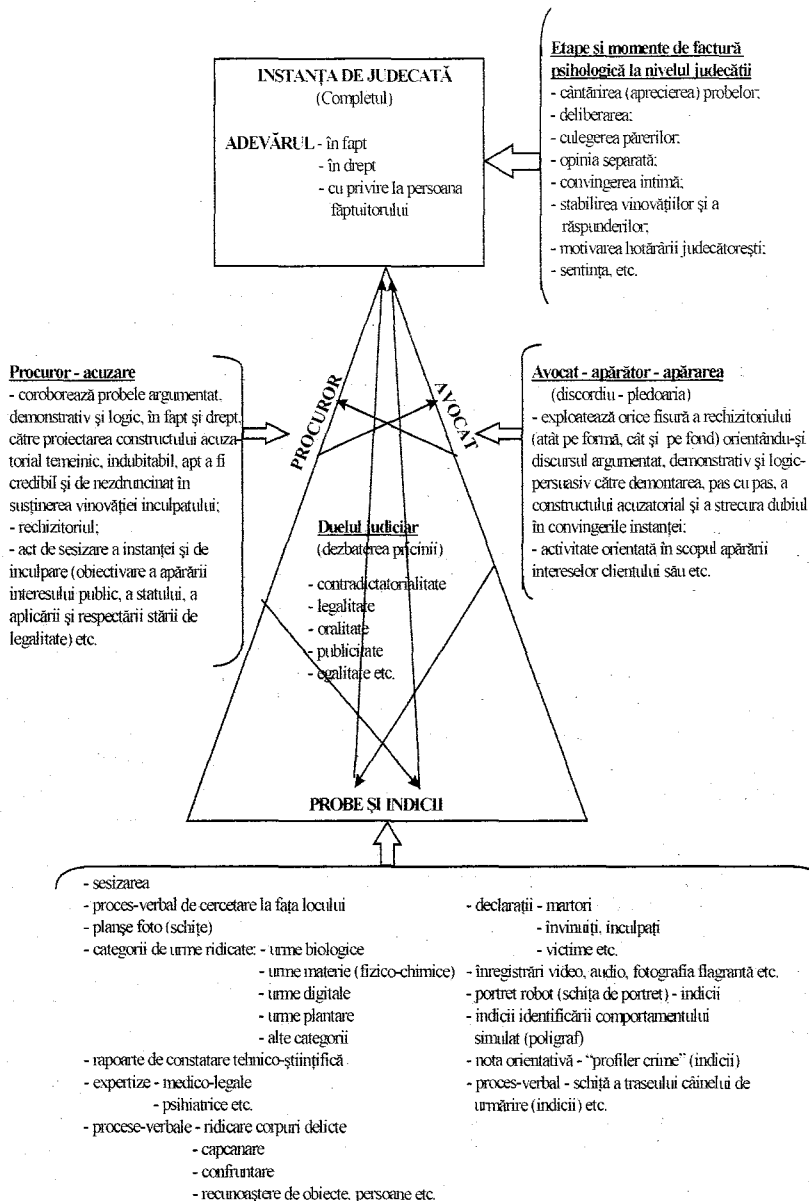 INSTANȚA DE JUDECATĂ
(Completul)
ADEVĂRUL - în fapt
- în drept
- cu privire la persoana
făptuitorului
Etape si momente de factură
psihologică la nivelul judecătii
- cântărirea (aprecierea) probelor;
- deliberarea;
- culegerea părerilor;
- opinia separată;
- convingerea intimă;
- stabilirea vinovățiilor și a
răspunderilor;
- motivarea hotărârii judecătorești;
- sentința, etc.
Procuror - acuzare
- coroborează probele argumentat,
demonstrativ și logic, în fapt și drept,
către proiectarea constructului acuza-
torial temeinic, indubitabil, apt a fi
credibil și de nezdruncinat în
susținerea vinovăției inculpatului;
- rechizitoriul;
- act de sesizare a instanței și de
inculpare (obiectivare a apărării
interesului public, a statului, a
aplicării și respectării stării de
legalitate) etc.
PROCUROR
AVOCAT
Avocat - apărător - apărarea
(discordiu - pledoaria)
- exploatează orice fisură a rechizitoriului
(atât pe formă, cât și pe fond) orientându-și
discursul argumentat, demonstrativ și logic-
persuasiv către demontarea, pas cu pas, a
constructului acuzatorial și a strecura dubiul
în convingerile instanței;
- activitate orientată în scopul apărării
intereselor clientului său etc.
Duelul judiciar
(dezbaterea pricinii)
- contradictatorialitate
- legalitate
- oralitate
- publicitate
- egalitate etc.
PROBE ȘI INDICII
- sesizarea
- proces-verbal de cercetare la fața locului
- planșe foto (schițe)
- categorii de urme ridicate: - urme biologice
- urme materie (fizico-chimice)
- urme digitale
- urme plantare
- alte categorii
- rapoarte de constatare tehnico-științifică
- expertize - medico-legale
- psihiatrice etc.
- procese-verbale - ridicare corpuri delicte
- capcanare
- confruntare
- recunoaștere de obiecte, persoane etc.
- declarații - martori
- învinuiți, inculpați
- victime etc.
- înregistrări video, audio, fotografia flagrantă etc.
- portret robot (schița de portret) - indicii
- indicii identificării comportamentului
simulat (poligraf)
- nota orientativă - “profiler crime” (indicii)
- proces-verbal - schiță a traseului câinelui de
urmărire (indicii) etc.